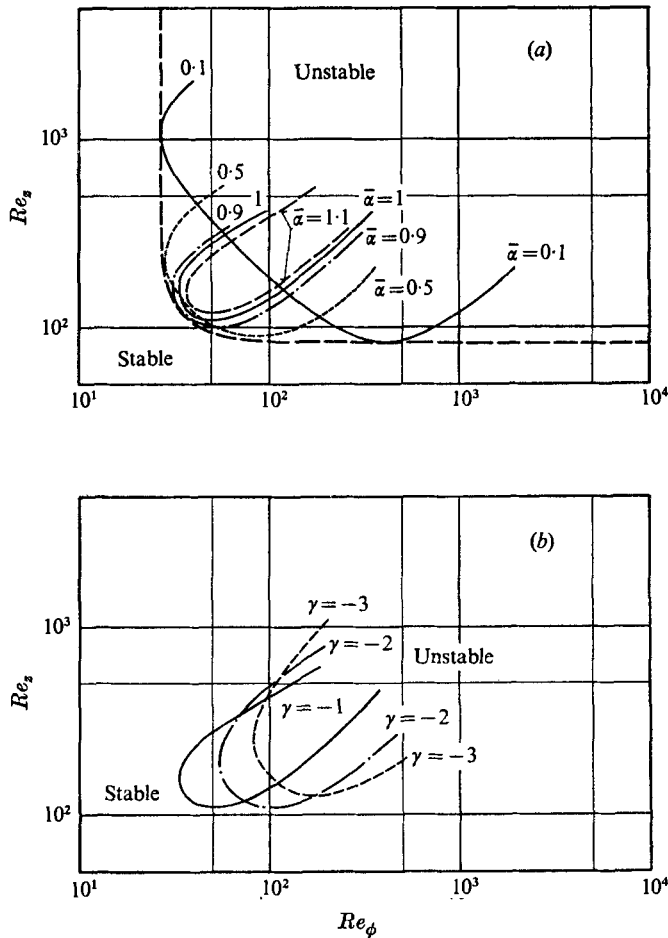 (a)
0·1
Unstable
10³
0·5
0·9
1
ᾱ=1·1
ᾱ=1
ᾱ=0·9
ᾱ=0·1
ᾱ=0·5
Re_z
10²
Stable
10¹
10²
10³
10⁴
(b)
10³
γ=−3
γ=−2
Unstable
Re_z
γ=−1
γ=−2
γ=−3
Stable
10²
10¹
10²
10³
10⁴
Re_ϕ